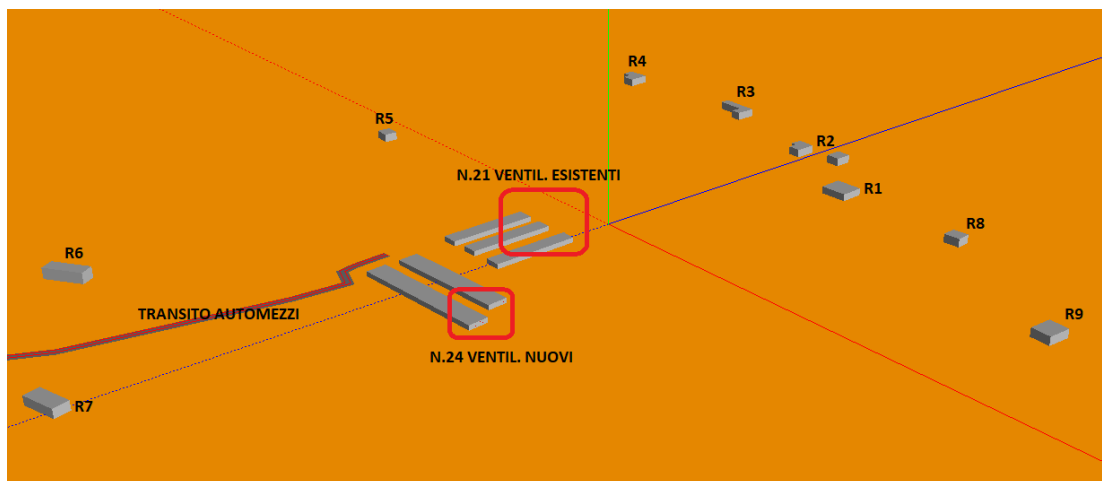 R4
R3
R5
R2
N.21 VENTIL. ESISTENTI
R1
R8
R6
TRANSITO AUTOMEZZI
R9
N.24 VENTIL. NUOVI
R7